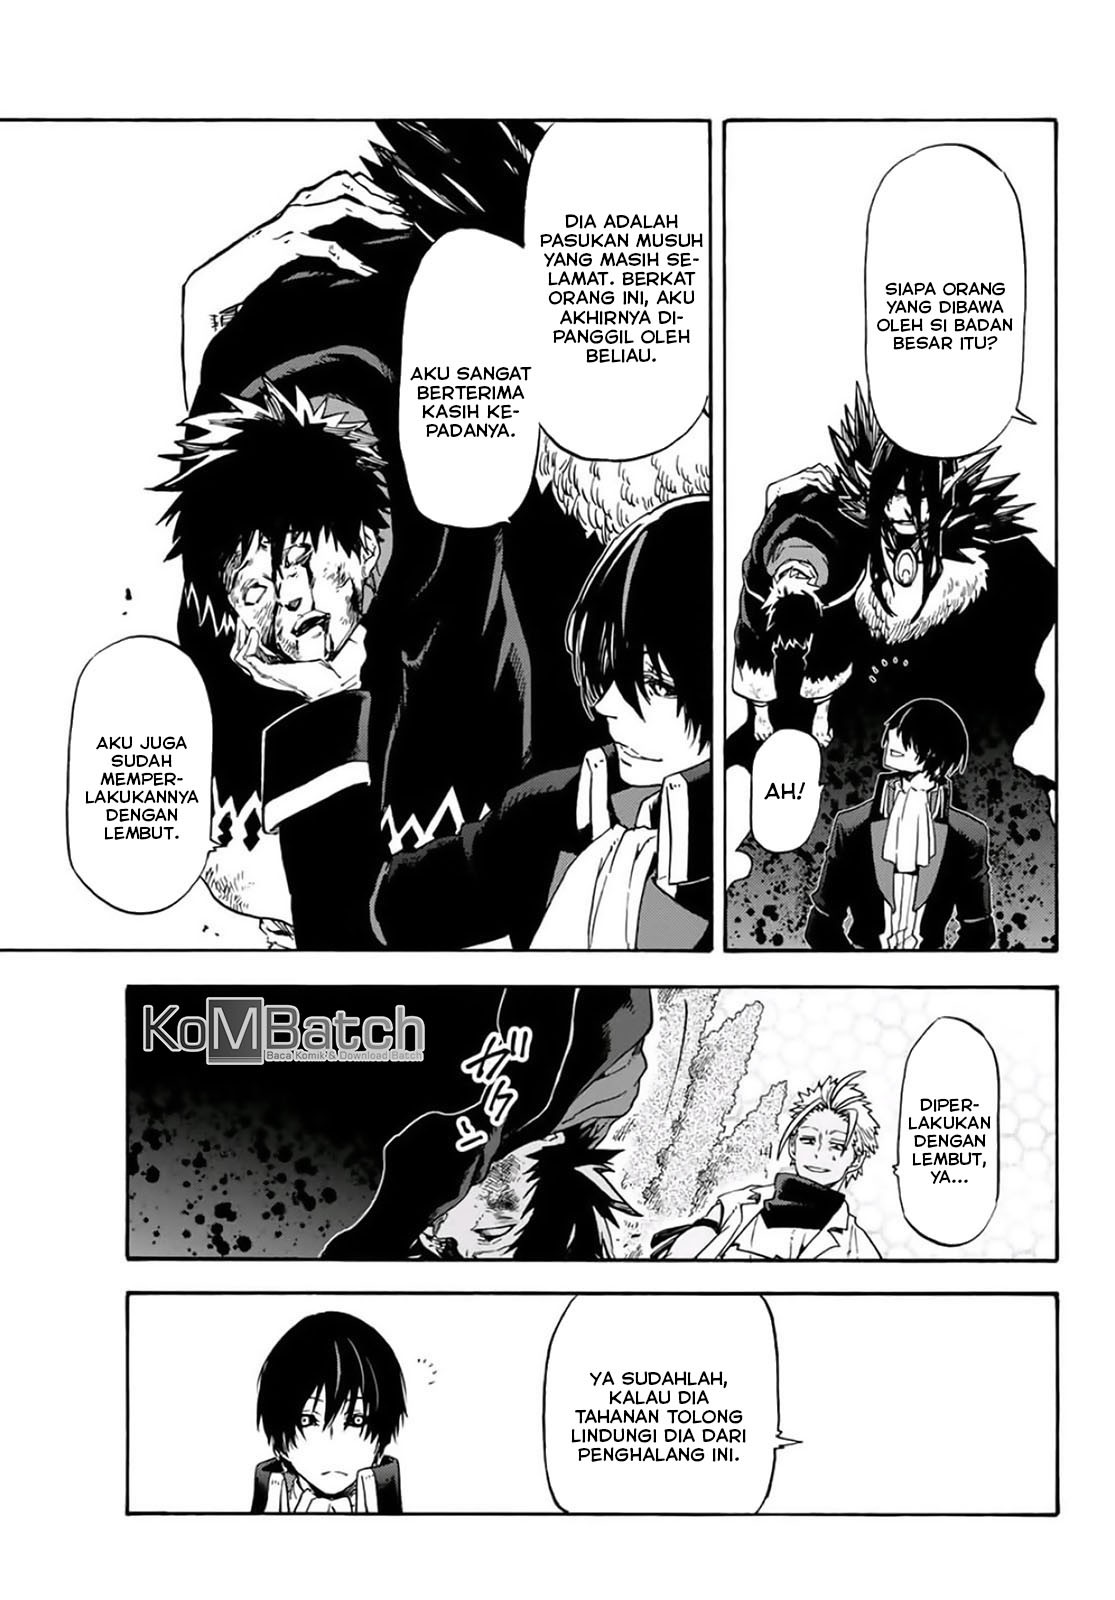 SIAPA ORANG
YANG DIBAWA
OLEH SI BADAN
BESAR ITU?
AH!
DIA ADALAH
PASUKAN MUSUH
YANG MASIH SE-
LAMAT. BERKAT
ORANG INI, AKU
AKHIRNYA DI-
PANGGIL OLEH
BELIAU.
AKU SANGAT
BERTERIMA
KASIH KE-
PADANYA.
AKU JUGA
SUDAH
MEMPER-
LAKUKANNYA
DENGAN
LEMBUT.
KoMBatch
Baca Komik & Download Batch
DIPER-
LAKUKAN
DENGAN
LEMBUT,
YA...
YA SUDAHLAH,
KALAU DIA
TAHANAN TOLONG
LINDUNGI DIA DARI
PENGHALANG INI.